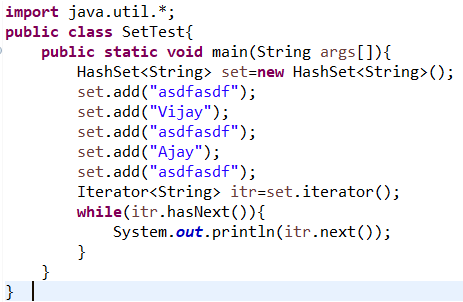 import java.util.*;
public class SetTest{
    public static void main(String args[]){
        HashSet<String> set=new HashSet<String>();
        set.add("asdfasdf");
        set.add("Vijay");
        set.add("asdfasdf");
        set.add("Ajay");
        set.add("asdfasdf");
        Iterator<String> itr=set.iterator();
        while(itr.hasNext()){
            System.out.println(itr.next());
        }
    }
}